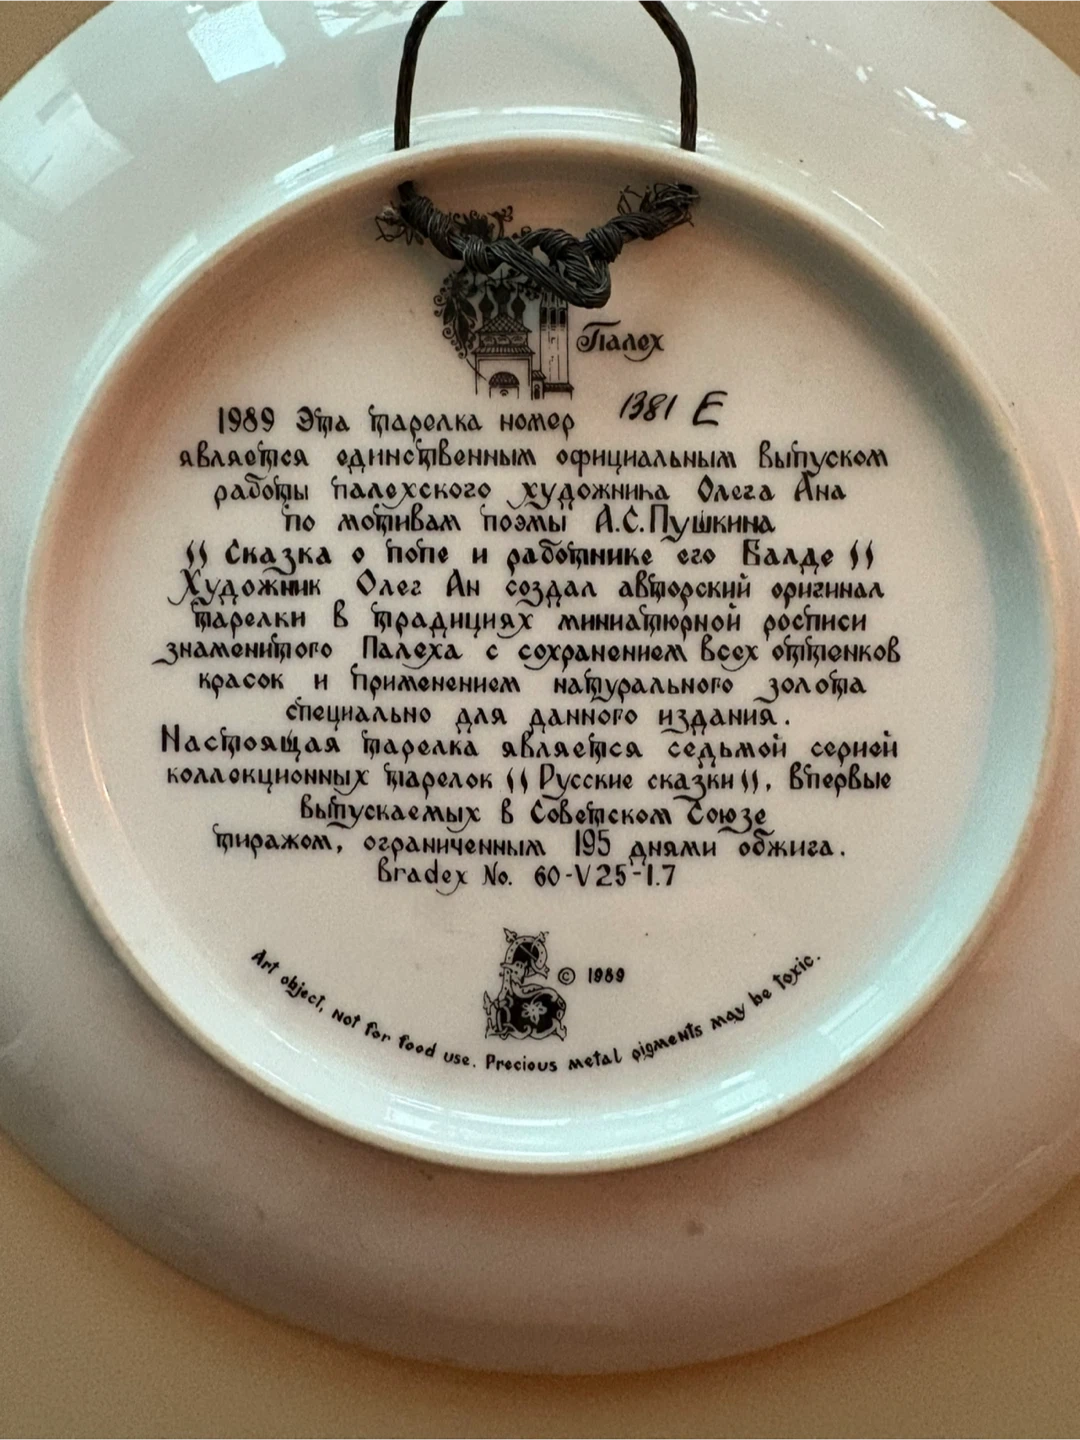 Палех
1989 Эта тарелка номер 1381 E
является единственным официальным выпуском
работы палехского художника Олега Ана
по мотивам поэмы А.С.Пушкина
"Сказка о попе и работнике его Балде"
Художник Олег Ан создал авторский оригинал
тарелки в традициях миниатюрной росписи
знаменитого Палеха с сохранением всех оттенков
красок и применением натурального золота
специально для данного издания.
Настоящая тарелка является седьмой серией
коллекционных тарелок "Русские сказки", впервые
выпускаемых в Советском Союзе
тиражом, ограниченным 195 днями обжига.
Bradex No. 60-V25-1.7
© 1989
Art object, not for food use. Precious metal pigments may be toxic.